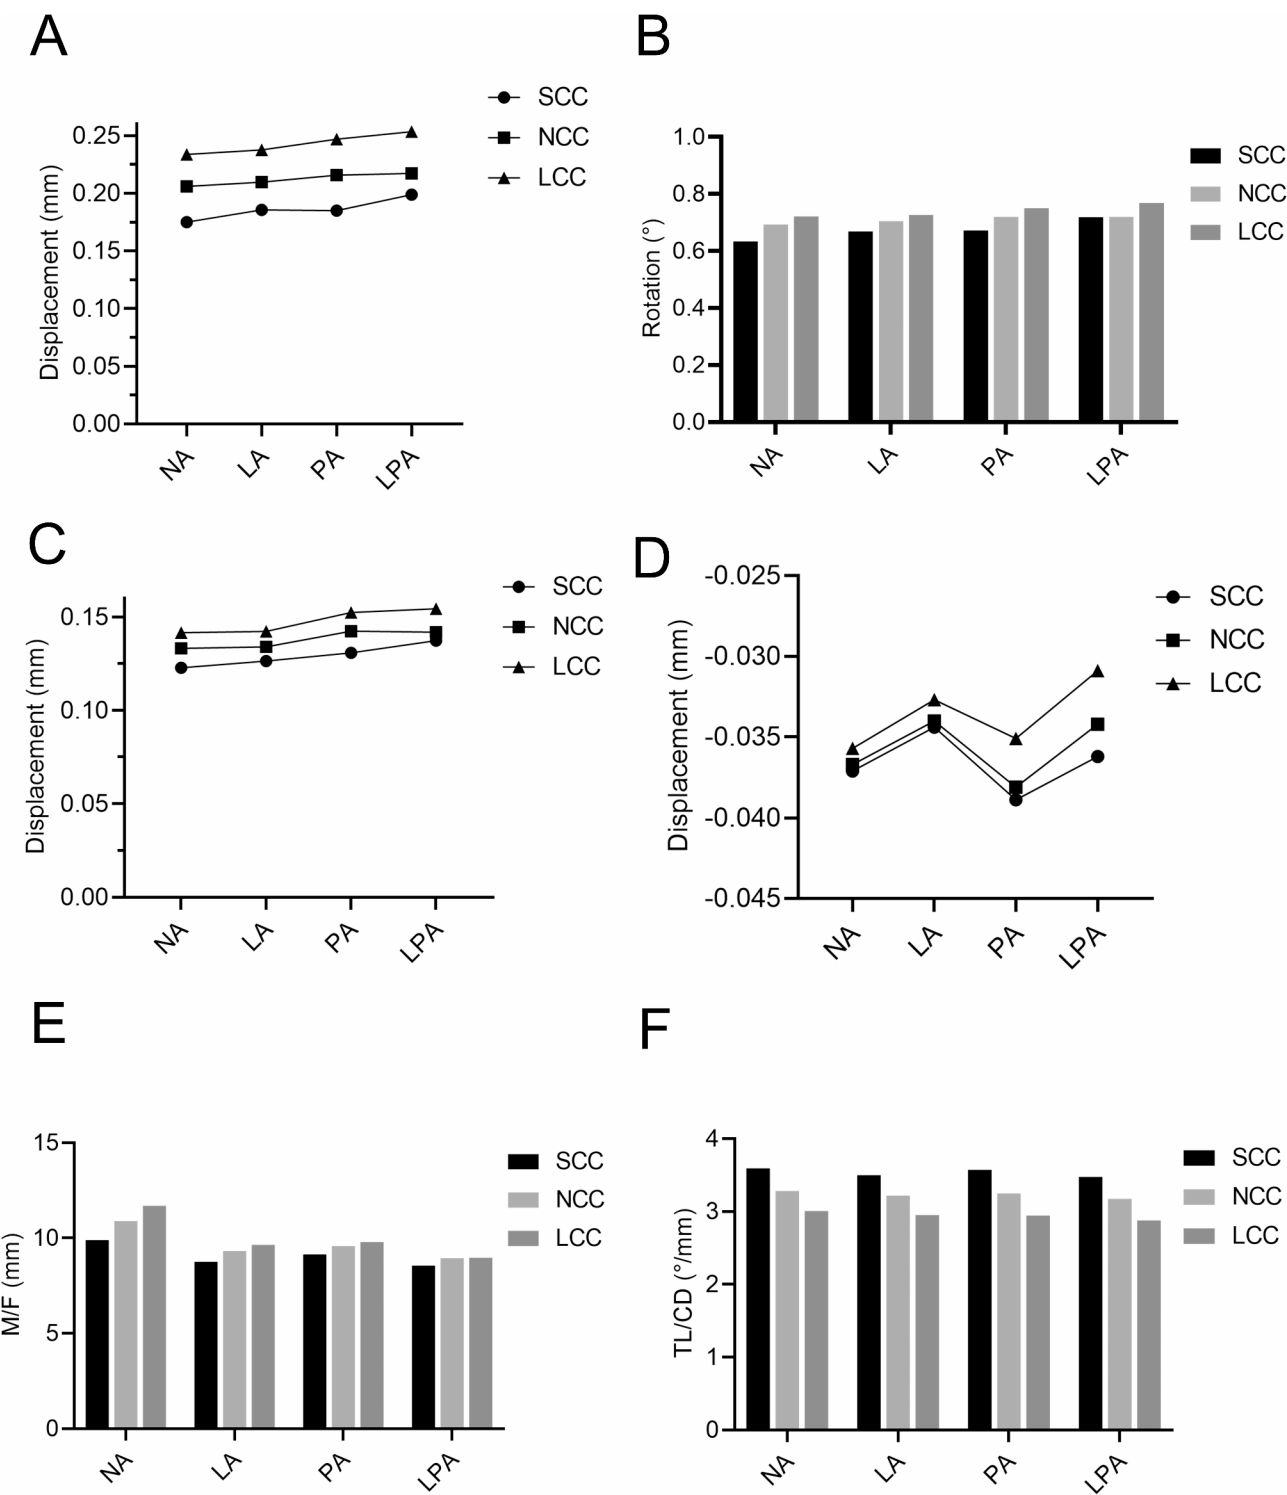 A
SCC
NCC
LCC
Displacement (mm)
0.25
0.20
0.15
0.10
0.05
0.00
NA LA PA LPA
B
SCC
NCC
LCC
Rotation (°)
1.0
0.8
0.6
0.4
0.2
0.0
NA LA PA LPA
C
SCC
NCC
LCC
Displacement (mm)
0.15
0.10
0.05
0.00
NA LA PA LPA
D
SCC
NCC
LCC
Displacement (mm)
-0.025
-0.030
-0.035
-0.040
-0.045
NA LA PA LPA
E
SCC
NCC
LCC
M/F (mm)
15
10
5
0
NA LA PA LPA
F
SCC
NCC
LCC
TL/CD (°/mm)
4
3
2
1
0
NA LA PA LPA